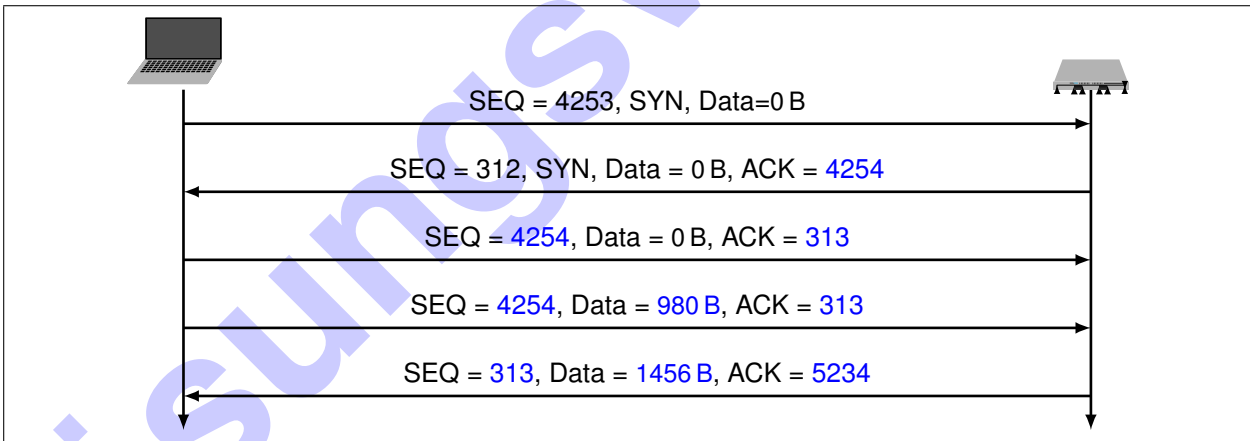 SEQ = 4253, SYN, Data=0 B
SEQ = 312, SYN, Data = 0 B, ACK = 4254
SEQ = 4254, Data = 0 B, ACK = 313
SEQ = 4254, Data = 980 B, ACK = 313
SEQ = 313, Data = 1456 B, ACK = 5234